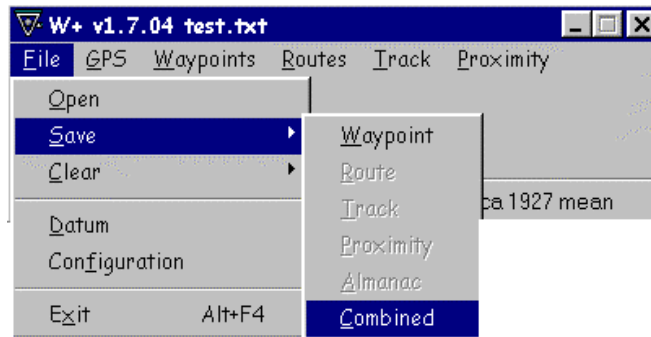 W+ v1.7.04 test.txt
File GPS Waypoints Routes Track Proximity
Open
Save
Clear
Datum
Configuration
Exit Alt+F4
Waypoint
Route
Track
Proximity
Almanac
Combined
ca 1927 mean